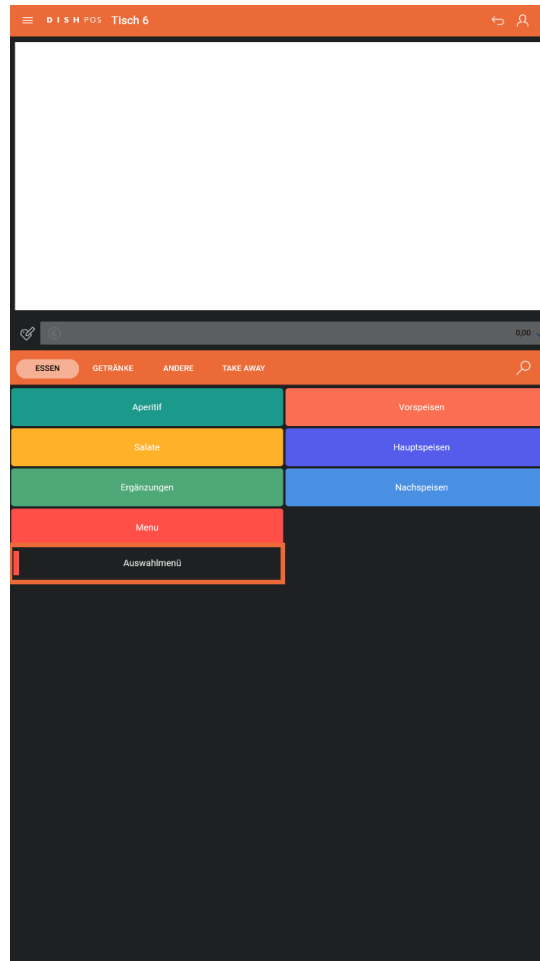 DISH POS Tisch 6
0,00
ESSEN GETRÄNKE ANDERE TAKE AWAY
Aperitif Vorspeisen
Salate Hauptspeisen
Ergänzungen Nachspeisen
Menu
Auswahlmenü